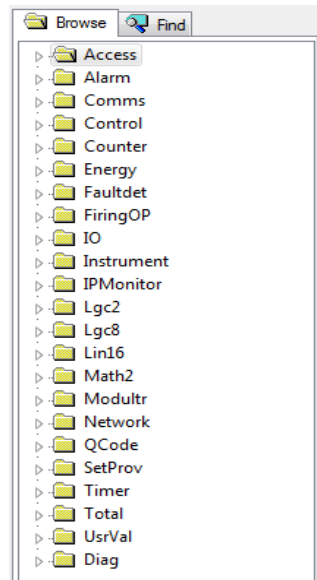 Browse Find
Access
Alarm
Comms
Control
Counter
Energy
Faultdet
FiringOP
IO
Instrument
IPMonitor
Lgc2
Lgc8
Lin16
Math2
Modultr
Network
QCode
SetProv
Timer
Total
UsrVal
Diag